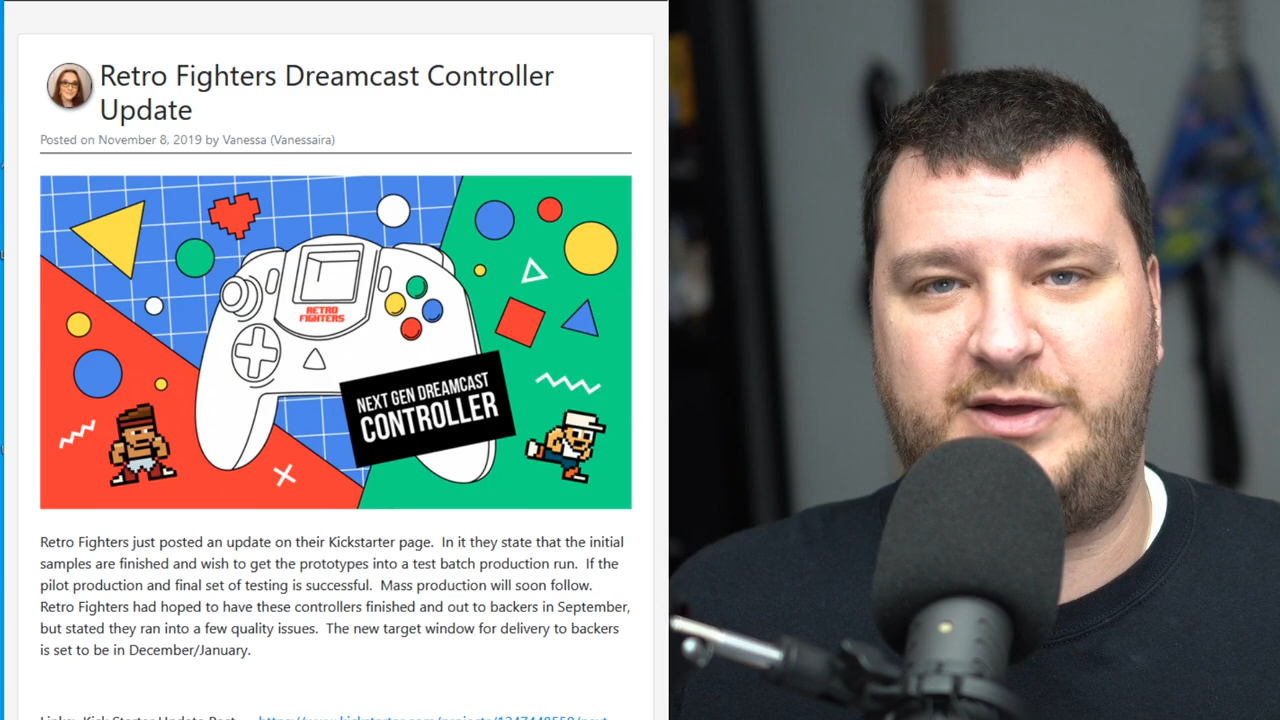 Retro Fighters Dreamcast Controller
Update
Posted on November 8, 2019 by Vanessa (Vanessaira)
RETRO
FIGHTERS
NEXT GEN DREAMCAST
CONTROLLER
Retro Fighters just posted an update on their Kickstarter page. In it they state that the initial
samples are finished and wish to get the prototypes into a test batch production run. If the
pilot production and final set of testing is successful. Mass production will soon follow.
Retro Fighters had hoped to have these controllers finished and out to backers in September,
but stated they ran into a few quality issues. The new target window for delivery to backers
is set to be in December/January.